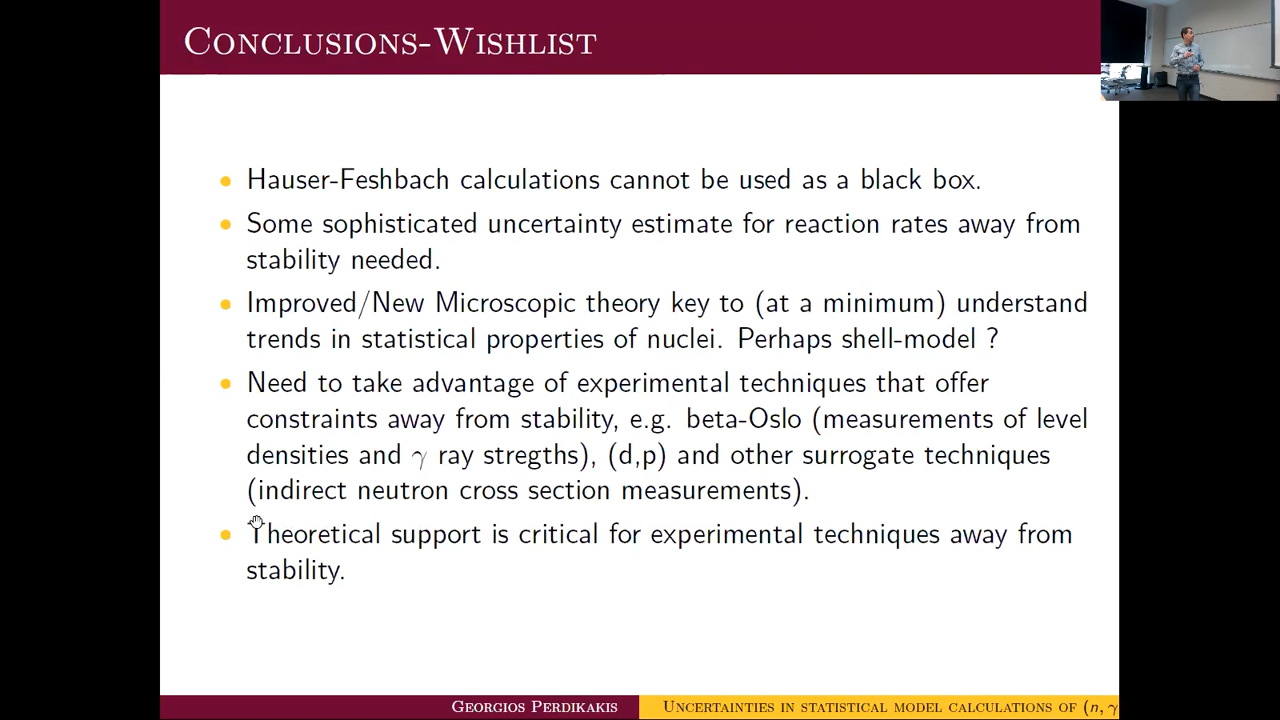 Conclusions-Wishlist
• Hauser-Feshbach calculations cannot be used as a black box.
• Some sophisticated uncertainty estimate for reaction rates away from
stability needed.
• Improved/New Microscopic theory key to (at a minimum) understand
trends in statistical properties of nuclei. Perhaps shell-model ?
• Need to take advantage of experimental techniques that offer
constraints away from stability, e.g. beta-Oslo (measurements of level
densities and γ ray stregths), (d,p) and other surrogate techniques
(indirect neutron cross section measurements).
• Theoretical support is critical for experimental techniques away from
stability.
Georgios Perdikakis
Uncertainties in statistical model calculations of (n, γ